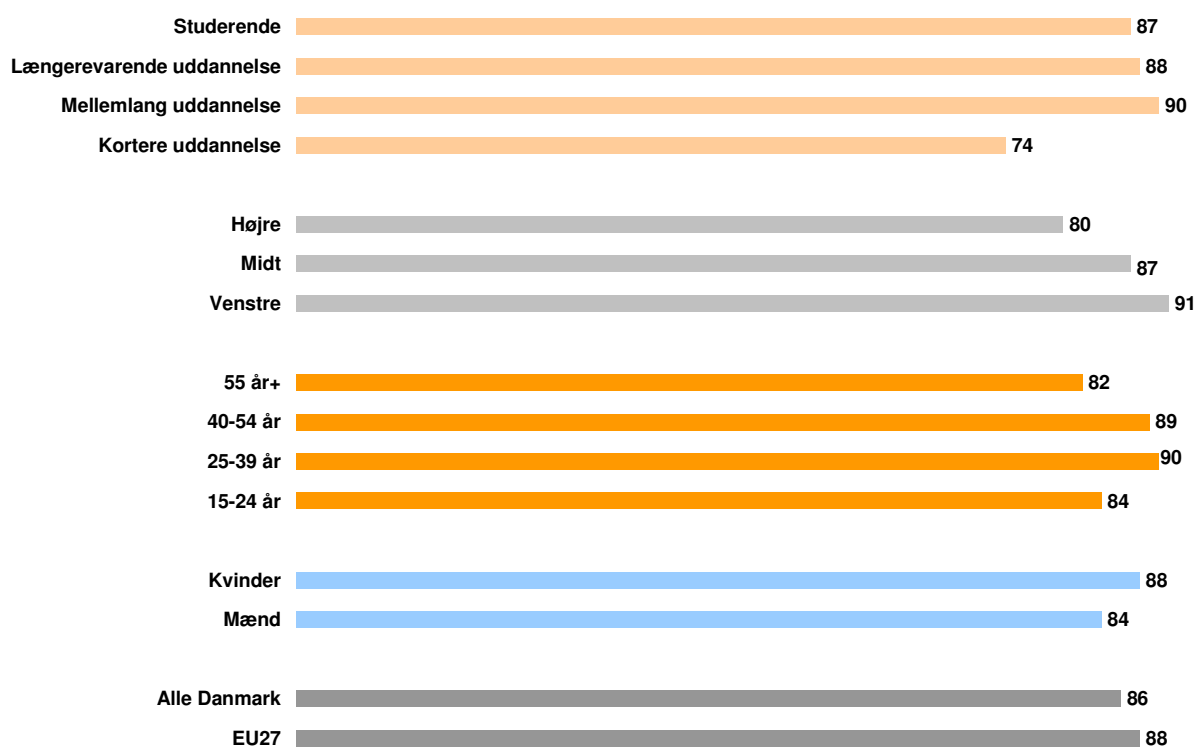 Studerende 87
Længerevarende uddannelse 88
Mellemlang uddannelse 90
Kortere uddannelse 74
Højre 80
Midt 87
Venstre 91
55 år+ 82
40-54 år 89
25-39 år 90
15-24 år 84
Kvinder 88
Mænd 84
Alle Danmark 86
EU27 88